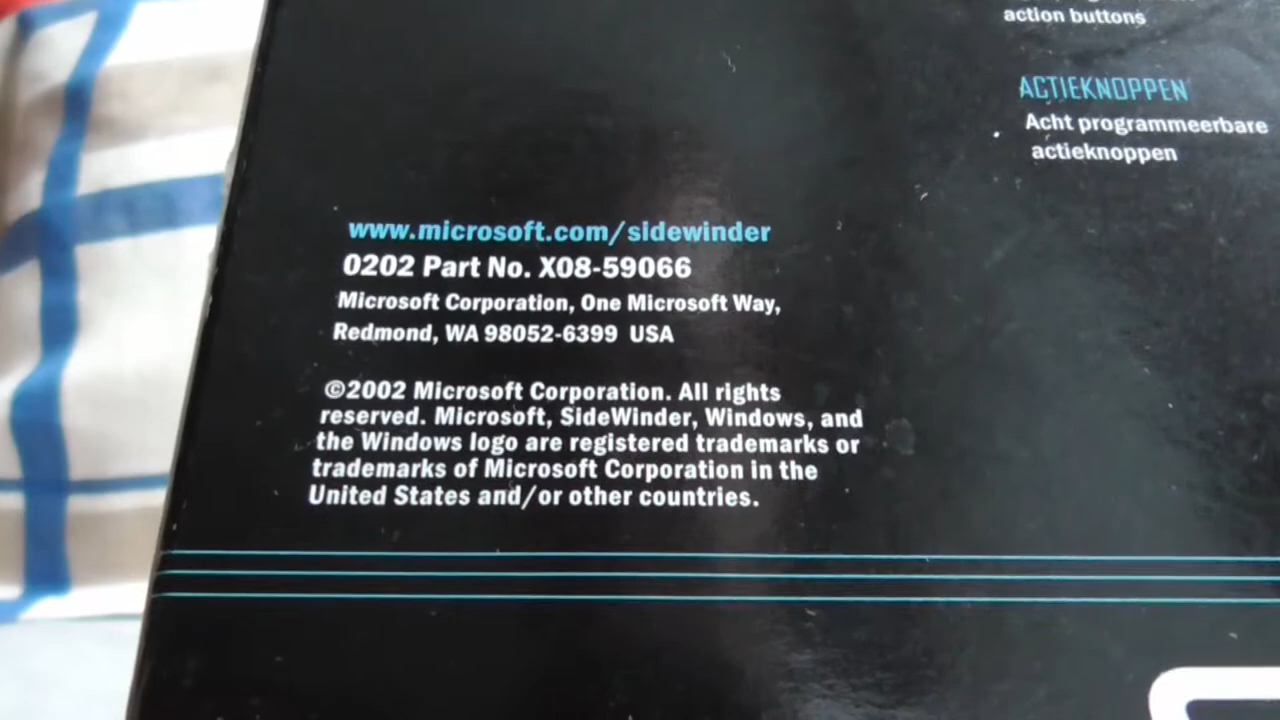 action buttons
ACTIEKNOPPEN
Acht programmeerbare
actieknoppen
www.microsoft.com/sidewinder
0202 Part No. X08-59066
Microsoft Corporation, One Microsoft Way,
Redmond, WA 98052-6399 USA
©2002 Microsoft Corporation. All rights
reserved. Microsoft, SideWinder, Windows, and
the Windows logo are registered trademarks or
trademarks of Microsoft Corporation in the
United States and/or other countries.